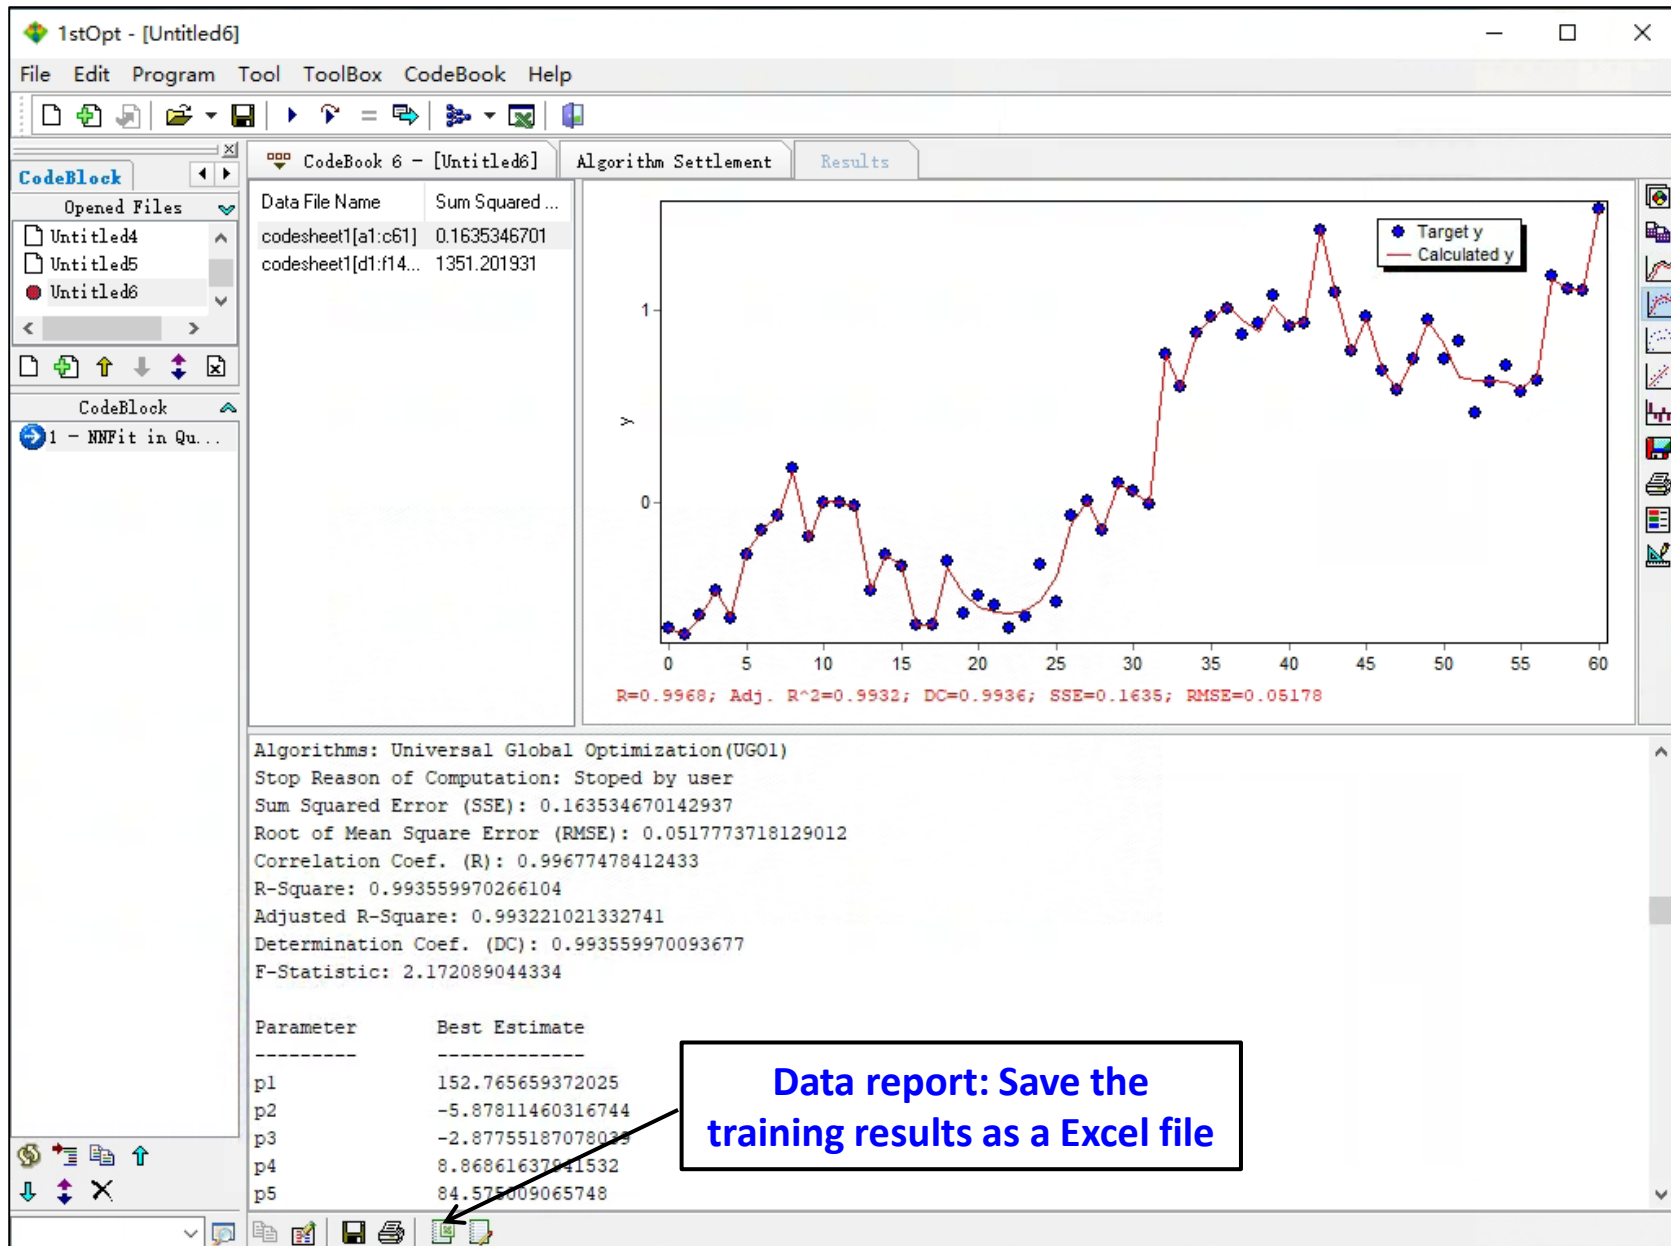 1stOpt - [Untitled6]
File Edit Program Tool ToolBox CodeBook Help
CodeBlock
Opened Files
Untitled4
Untitled5
Untitled6
CodeBlock
1 - NNFit in Qu...
CodeBook 6 - [Untitled6]
Algorithm Settlement
Results
Data File Name Sum Squared ...
codesheet1[a1:c61] 0.1635346701
codesheet1[d1:f14... 1351.201931
Target y
Calculated y
1
0
y
0 5 10 15 20 25 30 35 40 45 50 55 60
R=0.9968; Adj. R^2=0.9932; DC=0.9936; SSE=0.1635; RMSE=0.05178
Algorithms: Universal Global Optimization(UGO1)
Stop Reason of Computation: Stoped by user
Sum Squared Error (SSE): 0.163534670142937
Root of Mean Square Error (RMSE): 0.0517773718129012
Correlation Coef. (R): 0.99677478412433
R-Square: 0.993559970266104
Adjusted R-Square: 0.993221021332741
Determination Coef. (DC): 0.993559970093677
F-Statistic: 2.172089044334
Parameter Best Estimate
--------- -------------
p1 152.765659372025
p2 -5.87811460316744
p3 -2.87755187078039
p4 8.86861637941532
p5 84.575009065748
Data report: Save the
training results as a Excel file